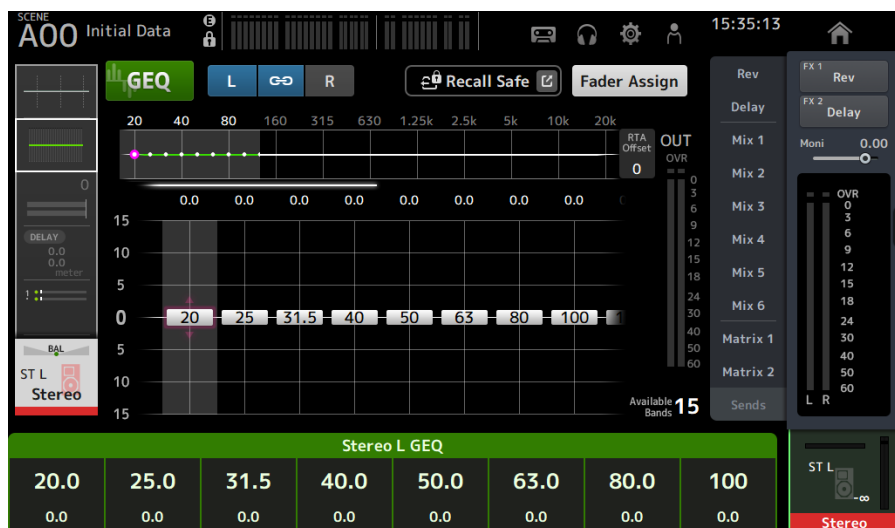 SCENE
A00 Initial Data
E
15:35:13
GEQ
L
R
Recall Safe
Fader Assign
20 40 80 160 315 630 1.25k 2.5k 5k 10k 20k
RTA
Offset
0
OUT
OVR
0
3
6
9
12
15
18
24
30
40
50
60
0.0 0.0 0.0 0.0 0.0 0.0 0.0 0.0
15
10
5
0
5
10
15
20 25 31.5 40 50 63 80 100
Available
Bands 15
0
DELAY
0.0
0.0
meter
BAL
ST L
Stereo
Rev
Delay
Mix 1
Mix 2
Mix 3
Mix 4
Mix 5
Mix 6
Matrix 1
Matrix 2
Sends
FX 1
Rev
FX 2
Delay
Moni 0.00
OVR
0
3
6
9
12
15
18
24
30
40
50
60
L R
Stereo L GEQ
20.0 25.0 31.5 40.0 50.0 63.0 80.0 100
0.0 0.0 0.0 0.0 0.0 0.0 0.0 0.0
ST L
-∞
Stereo